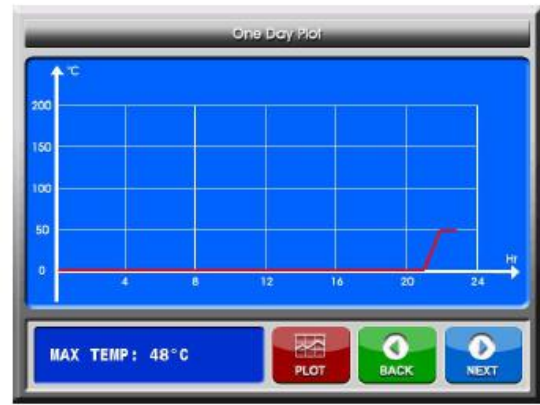 One Day Plot
°C
200
150
100
50
0
4 8 12 16 20 24
Hr
MAX TEMP: 48°C
PLOT BACK NEXT